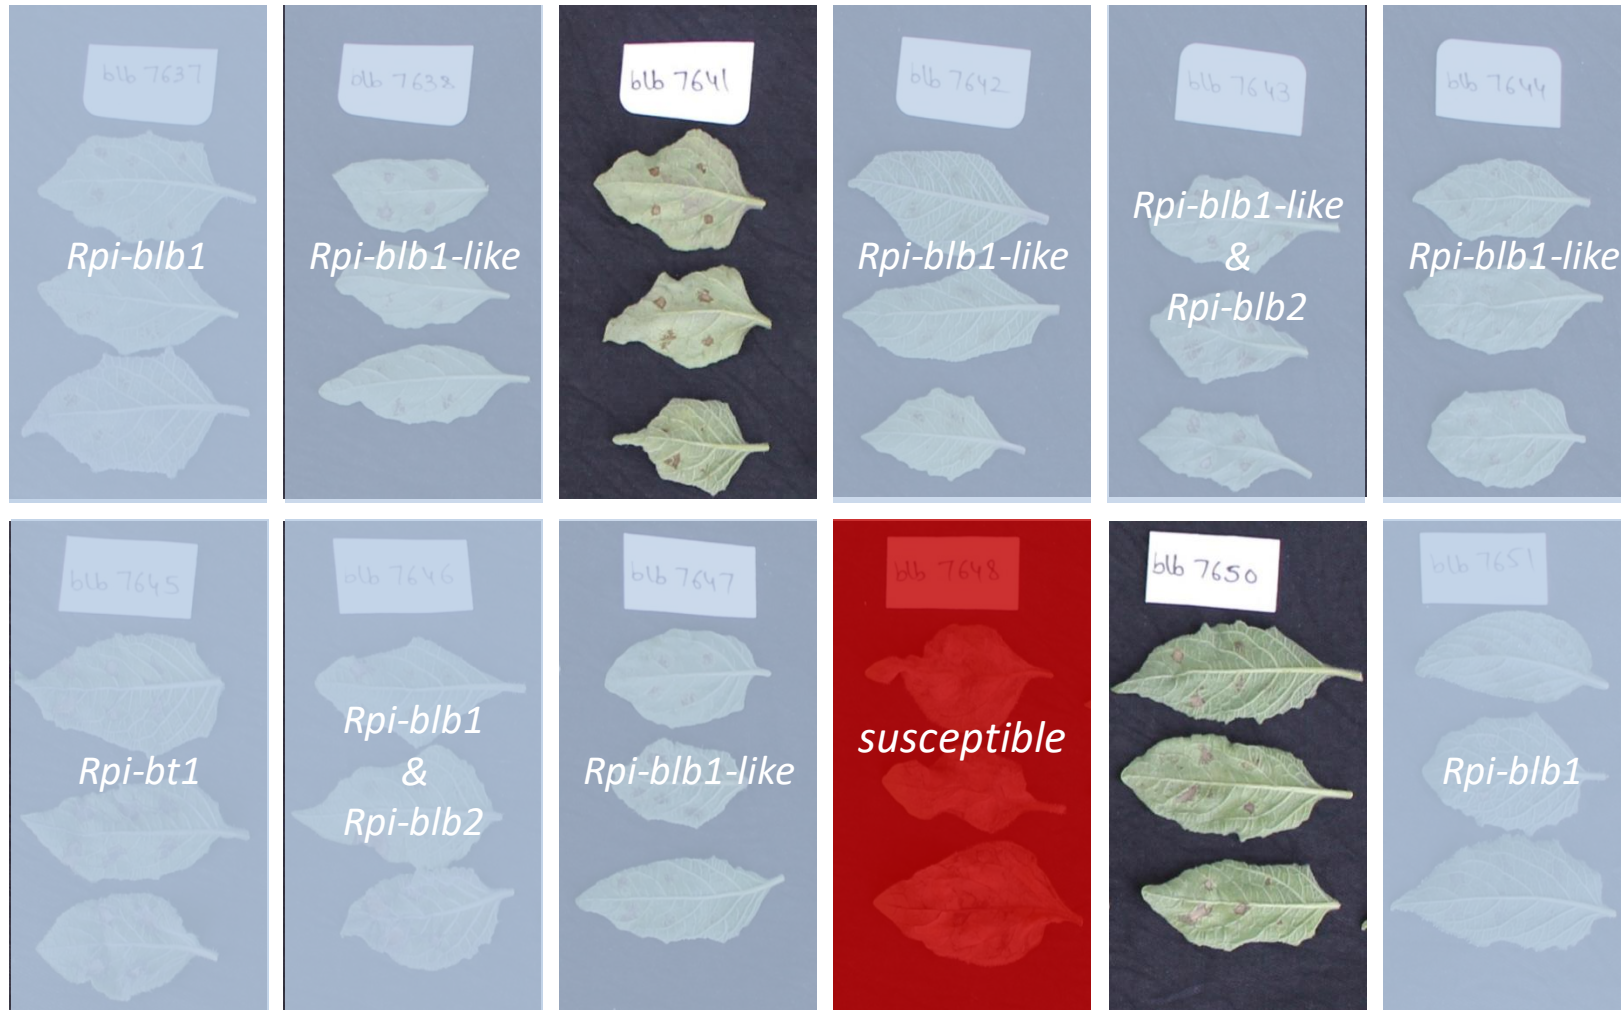 blb 7637
blb 7638
blb 7641
blb 7642
blb 7643
blb 7644
Rpi-blb1
Rpi-blb1-like
Rpi-blb1-like
Rpi-blb1-like
&
Rpi-blb2
Rpi-blb1-like
blb 7645
blb 7646
blb 7647
blb 7648
blb 7650
blb 7651
Rpi-bt1
Rpi-blb1
&
Rpi-blb2
Rpi-blb1-like
susceptible
Rpi-blb1